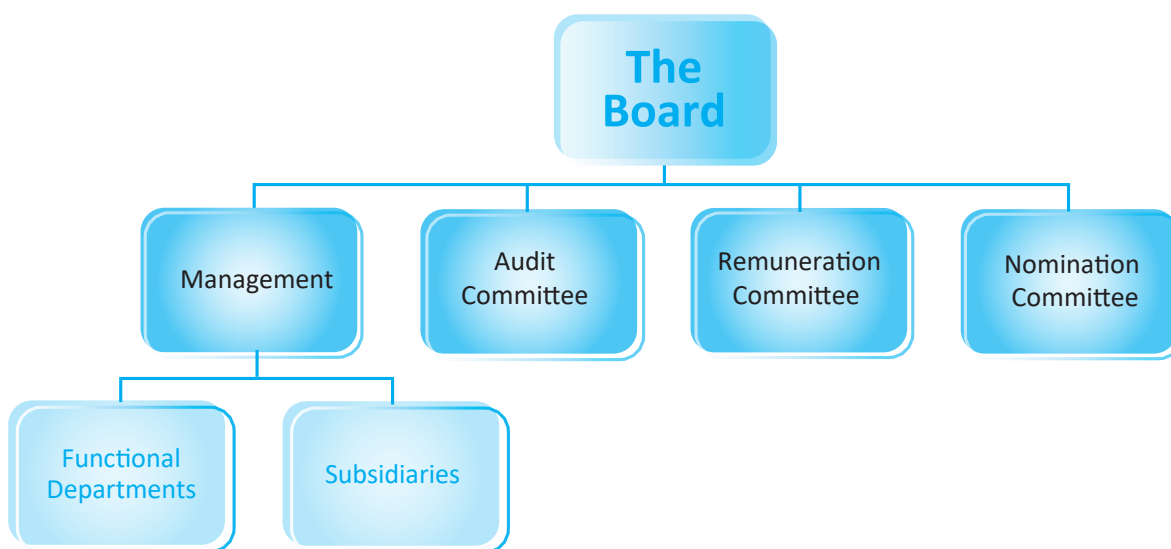 The
Board
Management
Audit
Committee
Remuneration
Committee
Nomination
Committee
Functional
Departments
Subsidiaries